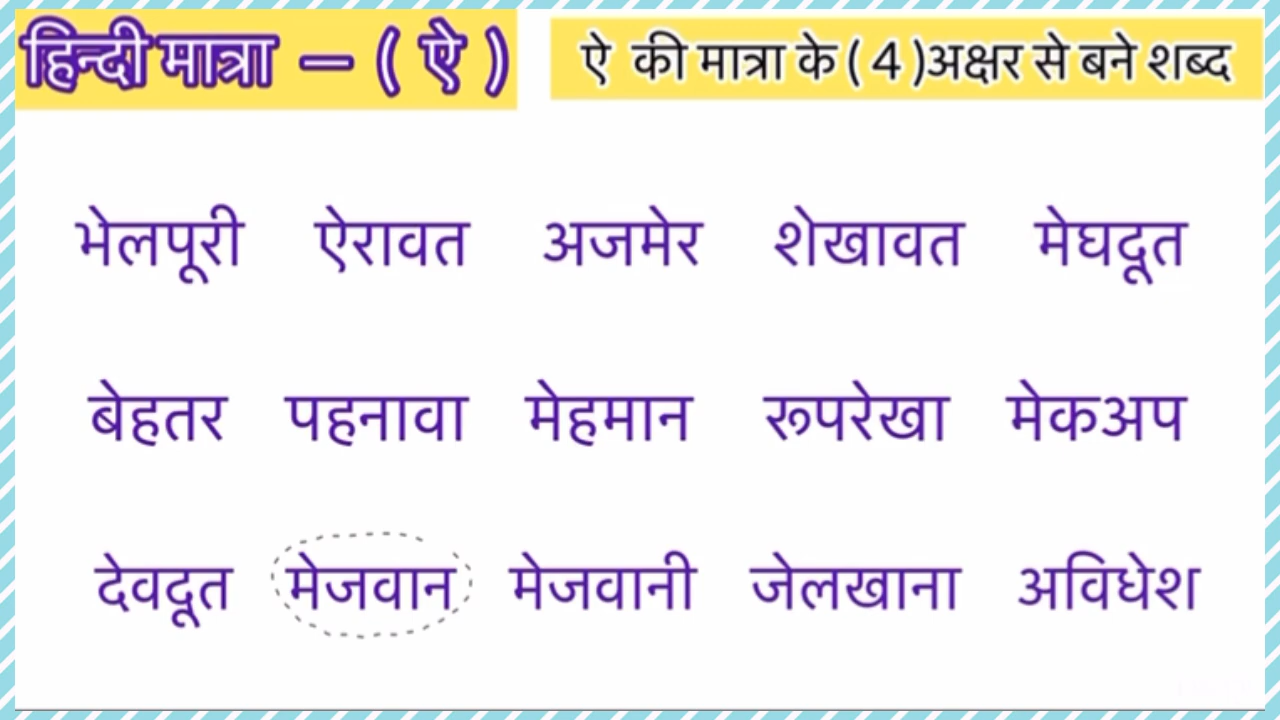 हिन्दी मात्रा – ( ऐ )
ऐ की मात्रा के ( 4 )अक्षर से बने शब्द
भेलपूरी ऐरावत अजमेर शेखावत मेघदूत
बेहतर पहनावा मेहमान रूपरेखा मेकअप
देवदूत मेजवान मेजवानी जेलखाना अविधेश